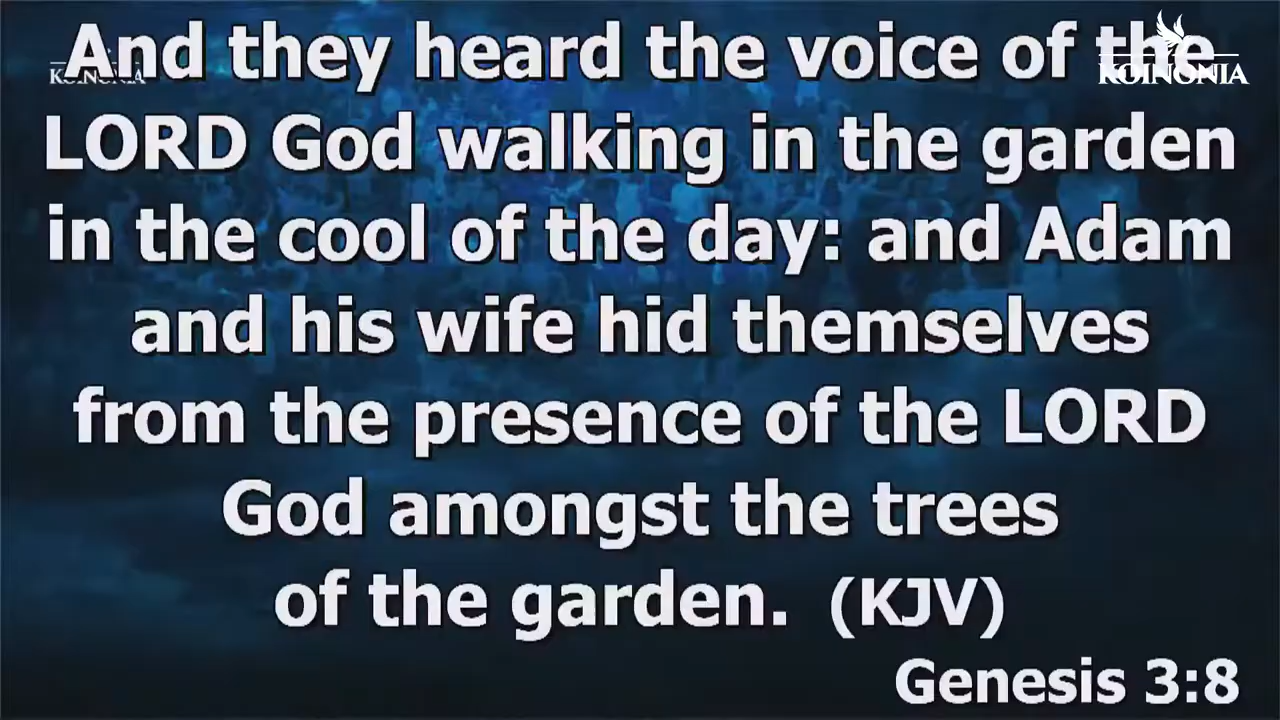 And they heard the voice of the
LORD God walking in the garden
in the cool of the day: and Adam
and his wife hid themselves
from the presence of the LORD
God amongst the trees
of the garden. (KJV)
Genesis 3:8
KOINONIA
KOINONIA